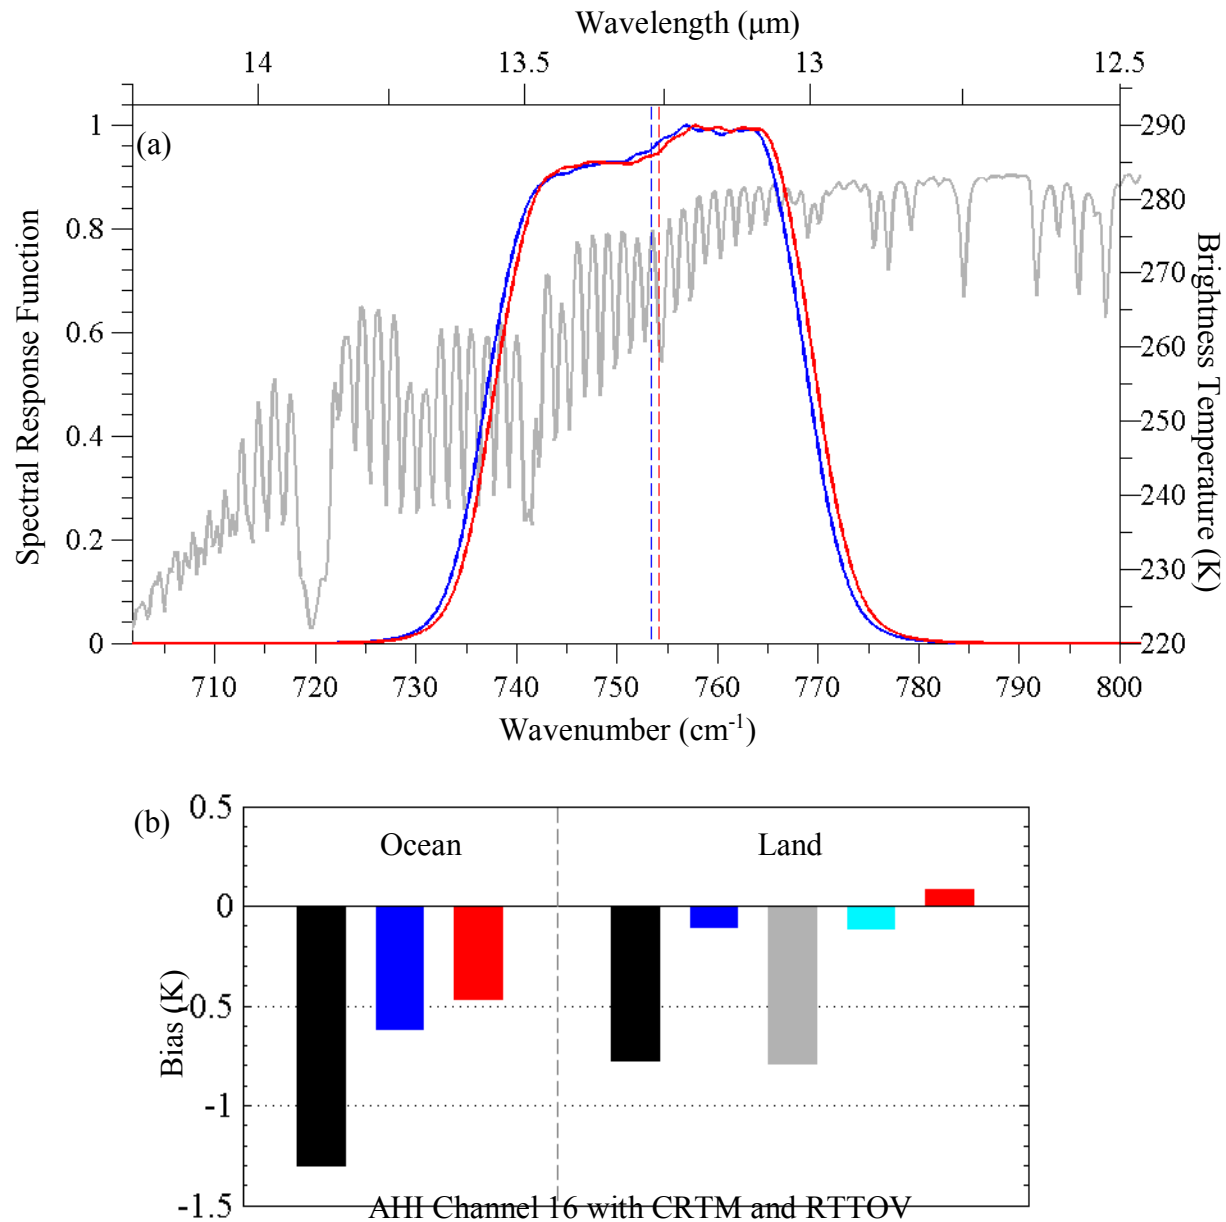 Wavelength (μm)
14 13.5 13 12.5
(a)
Spectral Response Function
1
0.8
0.6
0.4
0.2
0
290
280
270
260
250
240
230
220
Brightness Temperature (K)
710 720 730 740 750 760 770 780 790 800
Wavenumber (cm-1)
(b)
Ocean Land
Bias (K)
0.5
0
-0.5
-1
-1.5
AHI Channel 16 with CRTM and RTTOV